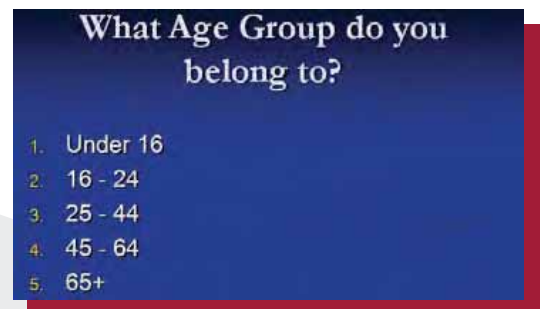 What Age Group do you
belong to?
1. Under 16
2. 16 - 24
3. 25 - 44
4. 45 - 64
5. 65+